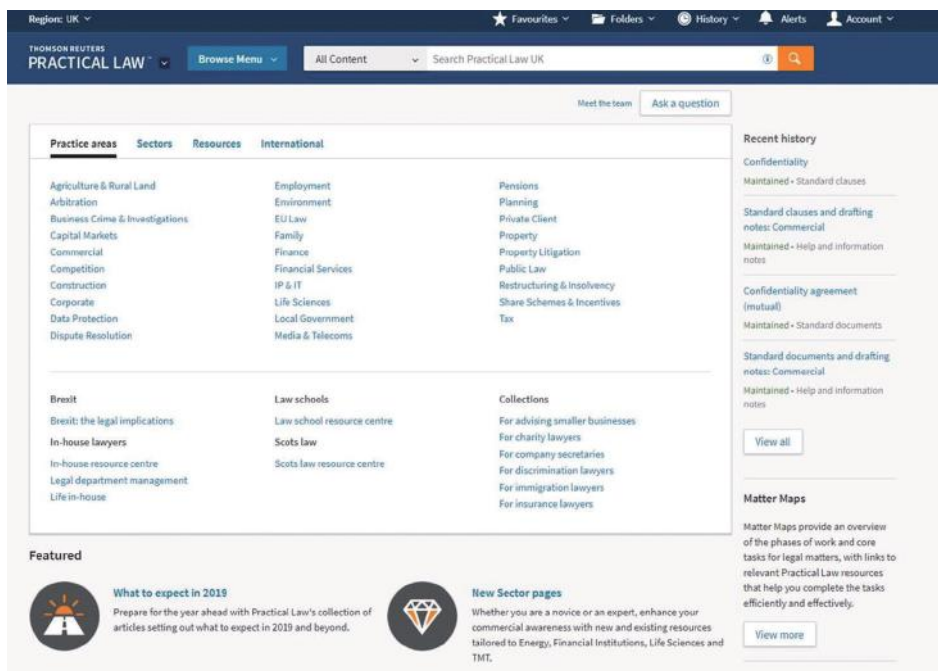 Region: UK
Favourites
Folders
History
Alerts
Account
THOMSON REUTERS
PRACTICAL LAW
Browse Menu
All Content
Search Practical Law UK
Meet the team
Ask a question
Practice areas
Sectors
Resources
International
Agriculture & Rural Land
Arbitration
Business Crime & Investigations
Capital Markets
Commercial
Competition
Construction
Corporate
Data Protection
Dispute Resolution
Employment
Environment
EU Law
Family
Finance
Financial Services
IP & IT
Life Sciences
Local Government
Media & Telecoms
Pensions
Planning
Private Client
Property
Property Litigation
Public Law
Restructuring & Insolvency
Share Schemes & Incentives
Tax
Brexit
Brexit: the legal implications
In-house lawyers
In-house resource centre
Legal department management
Life in-house
Law schools
Law school resource centre
Scots law
Scots law resource centre
Collections
For advising smaller businesses
For charity lawyers
For company secretaries
For discrimination lawyers
For immigration lawyers
For insurance lawyers
Recent history
Confidentiality
Maintained • Standard clauses
Standard clauses and drafting
notes: Commercial
Maintained • Help and information
notes
Confidentiality agreement
(mutual)
Maintained • Standard documents
Standard documents and drafting
notes: Commercial
Maintained • Help and information
notes
View all
Matter Maps
Matter Maps provide an overview
of the phases of work and core
tasks for legal matters, with links to
relevant Practical Law resources
that help you complete the tasks
efficiently and effectively.
View more
Featured
What to expect in 2019
Prepare for the year ahead with Practical Law's collection of
articles setting out what to expect in 2019 and beyond.
New Sector pages
Whether you are a novice or an expert, enhance your
commercial awareness with new and existing resources
tailored to Energy, Financial Institutions, Life Sciences and
TMT.